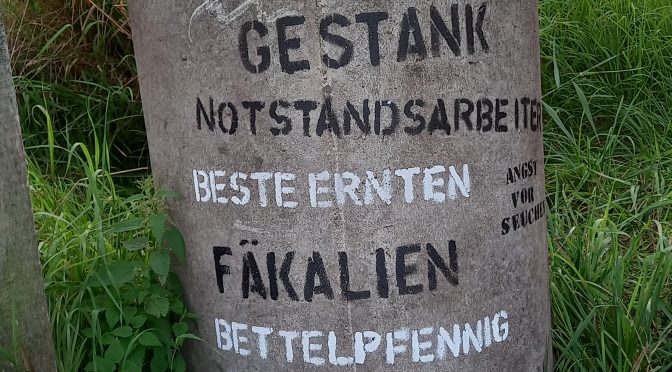 GESTANK
NOTSTANDSARBEITER
BESTE ERNTEN
ANGST
VOR
SEUCHEN
FÄKALIEN
BETTELPFENNIG